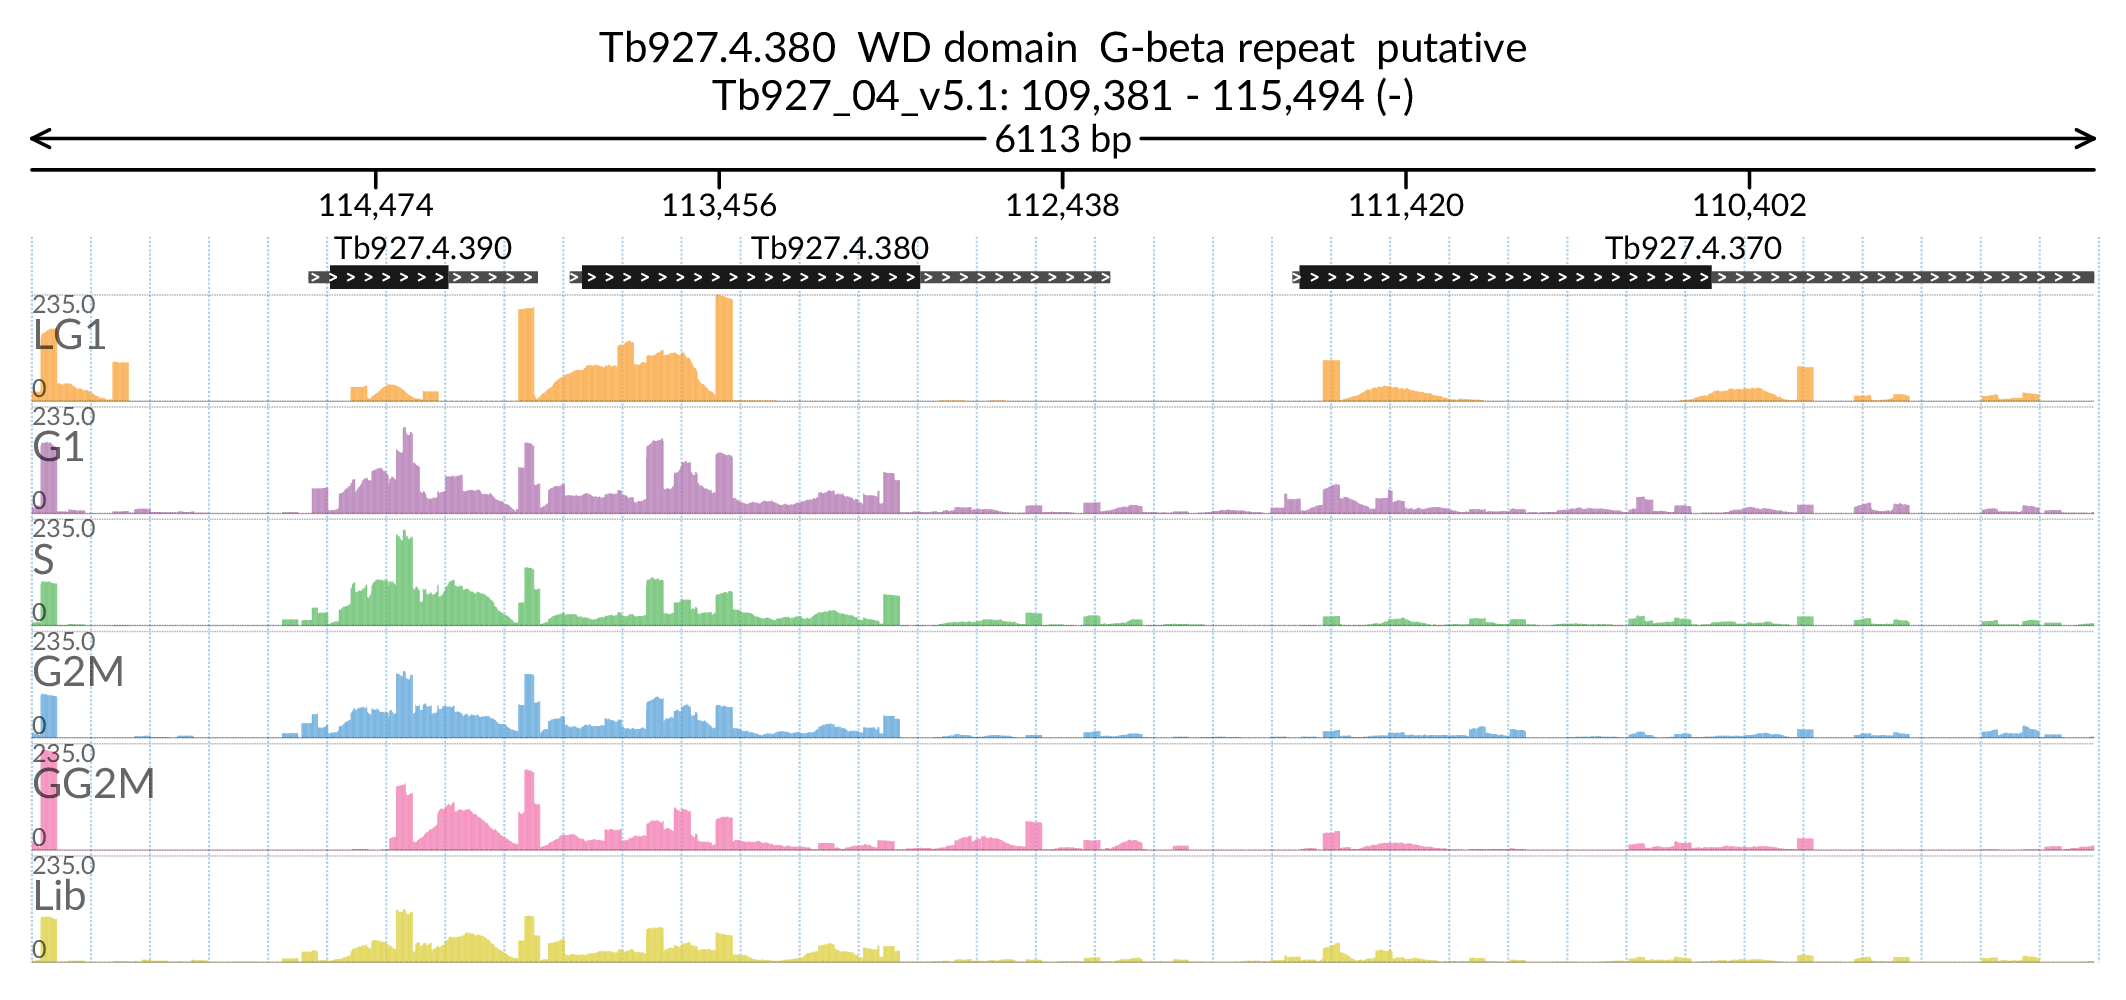 Tb927.4.380 WD domain G-beta repeat putative
Tb927_04_v5.1: 109,381 - 115,494 (-)
6113 bp
114,474 113,456 112,438 111,420 110,402
Tb927.4.390 Tb927.4.380 Tb927.4.370
235.0
LG1
0
235.0
G1
0
235.0
S
0
235.0
G2M
0
235.0
GG2M
0
235.0
Lib
0